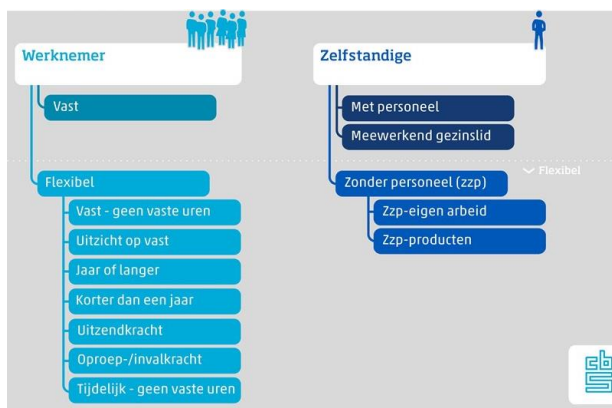 Werknemer
Vast
Flexibel
Vast - geen vaste uren
Uitzicht op vast
Jaar of langer
Korter dan een jaar
Uitzendkracht
Oproep-/invalkracht
Tijdelijk - geen vaste uren
Zelfstandige
Met personeel
Meewerkend gezinslid
Flexibel
Zonder personeel (zzp)
Zzp-eigen arbeid
Zzp-producten
cbs